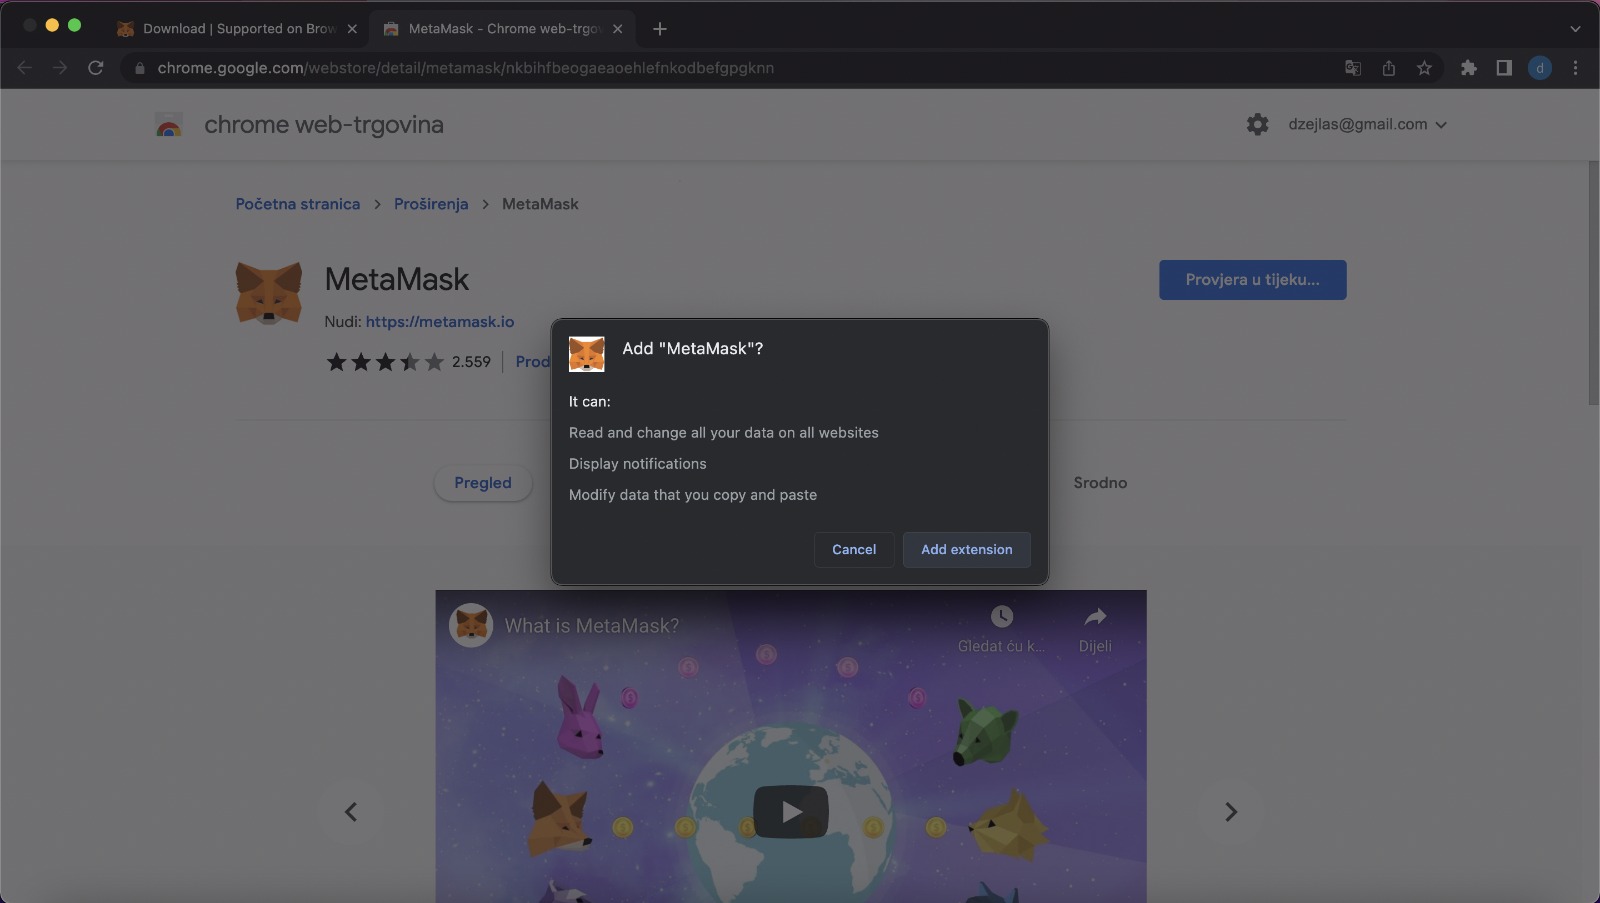 Download | Supported on Brow
MetaMask - Chrome web-trgo
chrome.google.com/webstore/detail/metamask/nkbihfbeogaeaoehlefnkodbefgpgknn
d
chrome web-trgovina
dzejlas@gmail.com
Početna stranica > Proširenja > MetaMask
MetaMask
Provjera u tijeku...
Nudi: https://metamask.io
2.559
Prod
Add "MetaMask"?
It can:
Read and change all your data on all websites
Display notifications
Modify data that you copy and paste
Cancel
Add extension
Pregled
Srodno
What is MetaMask?
Gledat ću k...
Dijeli